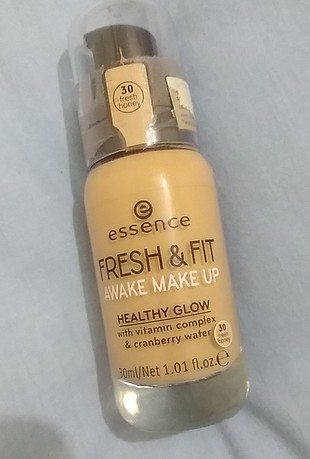 30
fresh
honey
essence
FRESH & FIT
AWAKE MAKE UP
HEALTHY GLOW
with vitamin complex
& cranberry water
30
fresh
honey
30ml/Net 1.01 fl.oz.℮